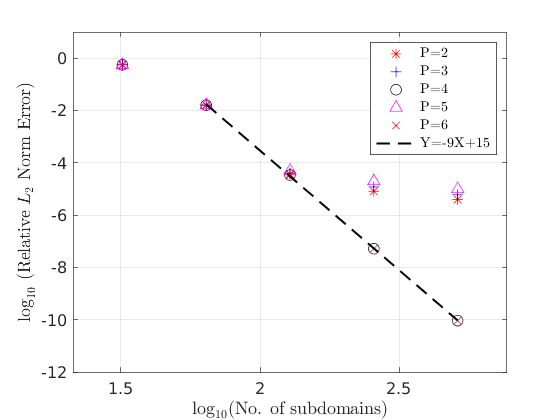 P=2
P=3
P=4
P=5
P=6
Y=-9X+15
0
-2
-4
-6
-8
-10
-12
log₁₀ (Relative L₂ Norm Error)
1.5 2 2.5
log₁₀(No. of subdomains)